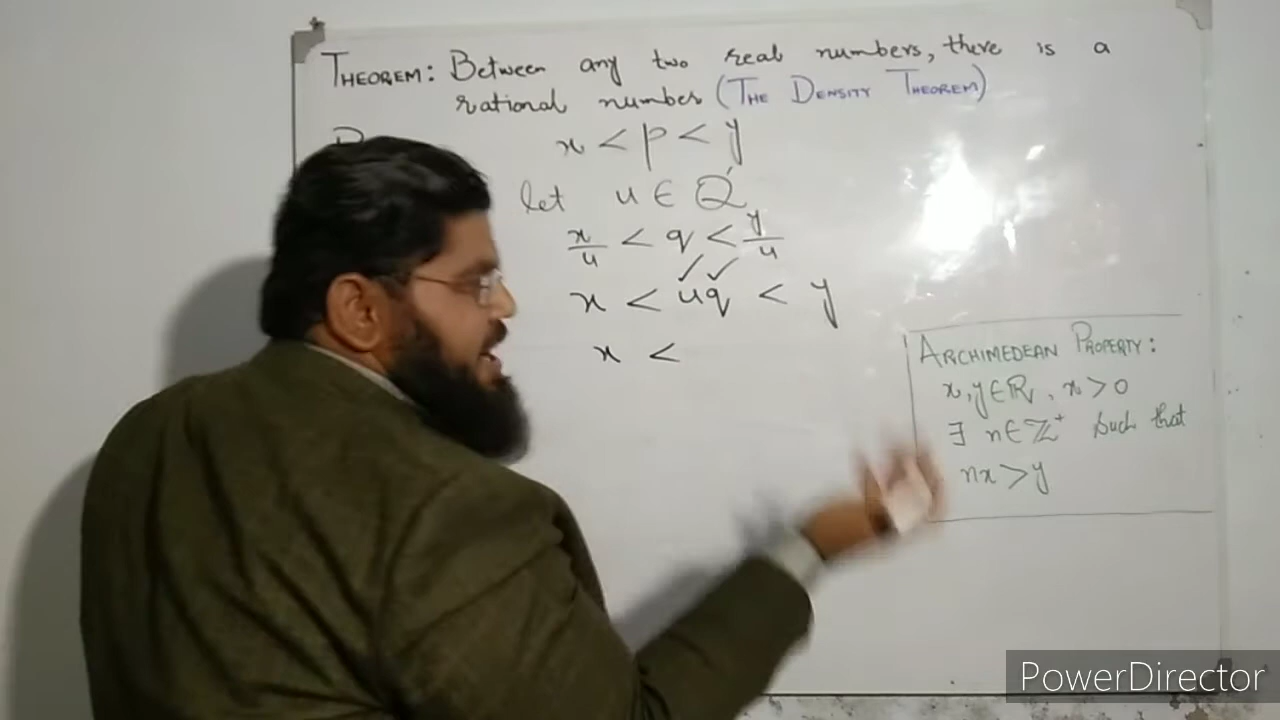 THEOREM: Between any two real numbers, there is a
rational number (THE DENSITY THEOREM)
x < p < y
let u ∈ Q'
x/u < q < y/u
✓ ✓
x < uq < y
x <
ARCHIMEDEAN PROPERTY:
x, y ∈ ℝ, x > 0
∃ n ∈ ℤ⁺ such that
nx > y
PowerDirector